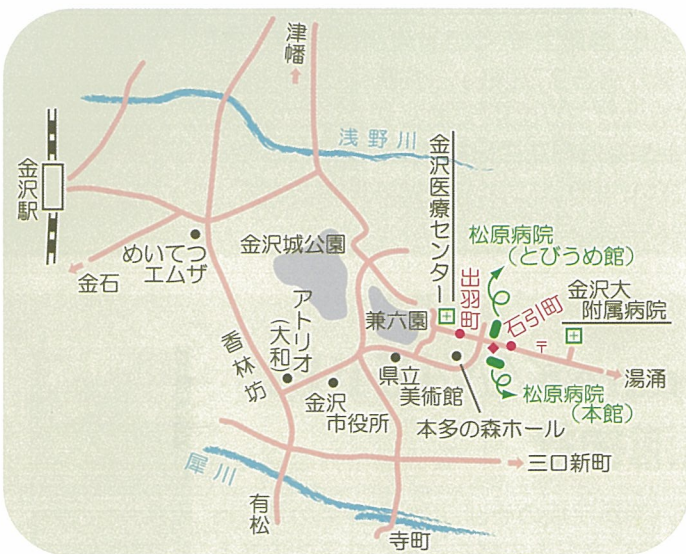 津幡
浅野川
金沢駅
金沢医療センター
松原病院
(とびうめ館)
めいてつ
エムザ
金沢城公園
金石
出羽町
石引町
金沢大
附属病院
アトリオ
(大和)
兼六園
〒
香林坊
県立
美術館
湯涌
金沢
市役所
松原病院
(本館)
本多の森ホール
犀川
三口新町
有松
寺町